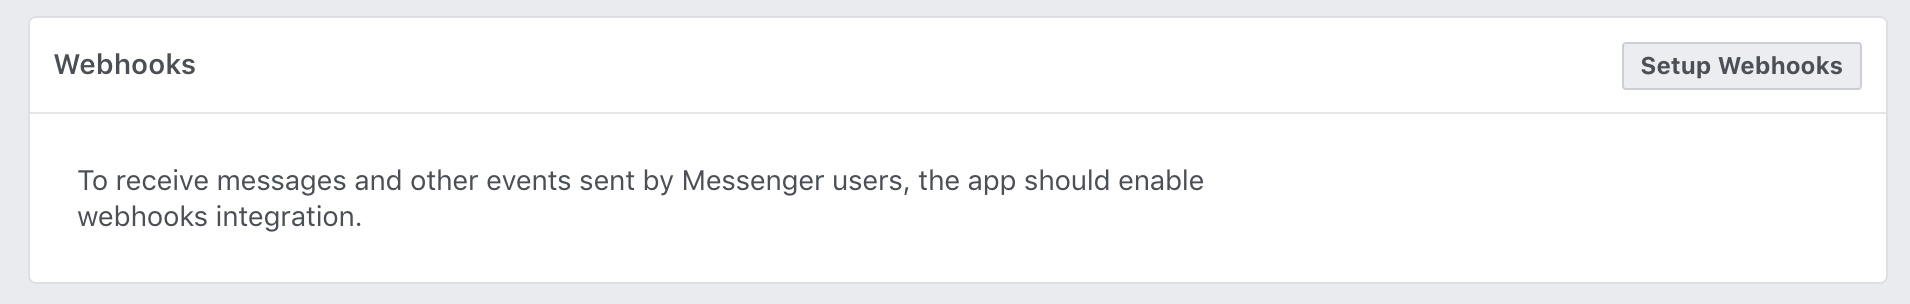 Webhooks
Setup Webhooks
To receive messages and other events sent by Messenger users, the app should enable
webhooks integration.